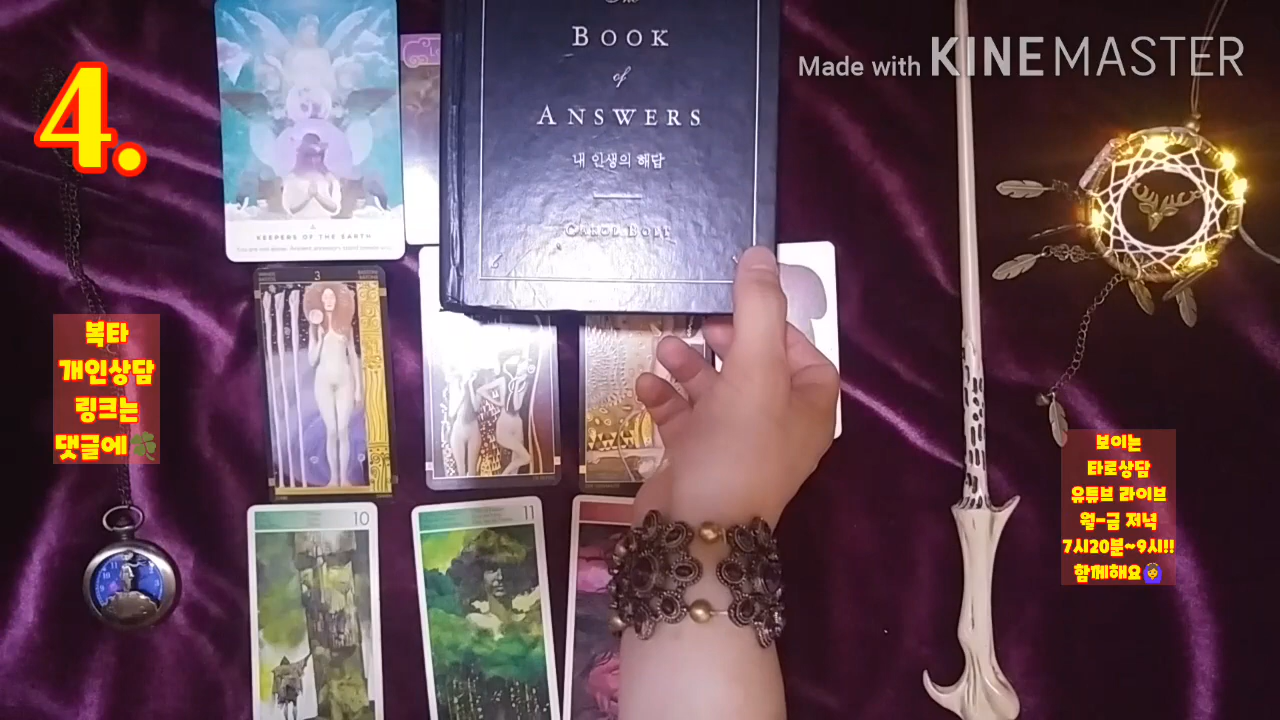 4.
Made with KINEMASTER
The
BOOK
of
ANSWERS
내 인생의 해답
CAROL BOLT
KEEPERS OF THE EARTH
3
10
11
복타
개인상담
링크는
댓글에🍀
보이는
타로상담
유튜브 라이브
월-금 저녁
7시20분~9시!!
함께해요🙆‍♀️